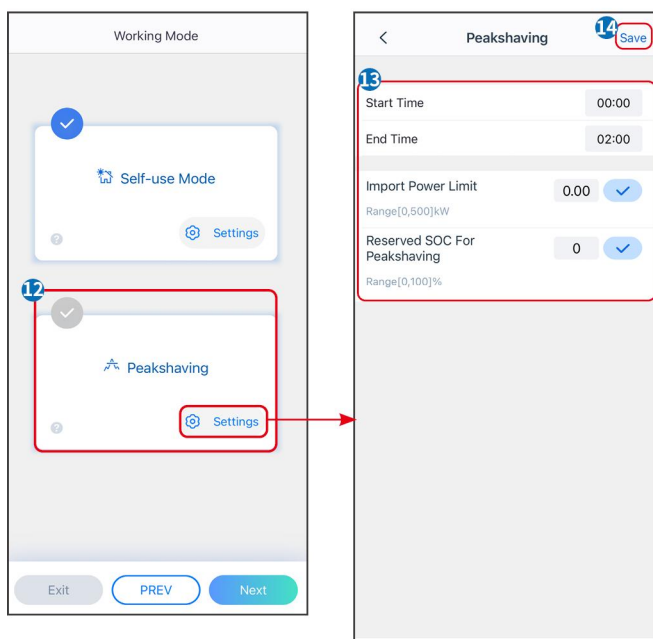 Working Mode
Self-use Mode
?
Settings
12
Peakshaving
?
Settings
Exit
PREV
Next
14
Peakshaving
Save
13
Start Time
00:00
End Time
02:00
Import Power Limit
0.00
Range[0,500]kW
Reserved SOC For
Peakshaving
0
Range[0,100]%